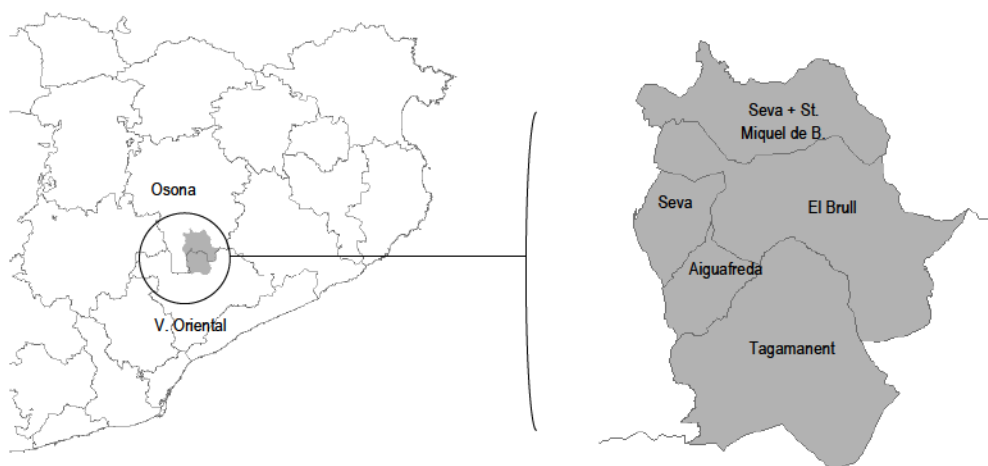 Osona
V. Oriental
Seva + St.
Miquel de B.
Seva
El Brull
Aiguafreda
Tagamanent